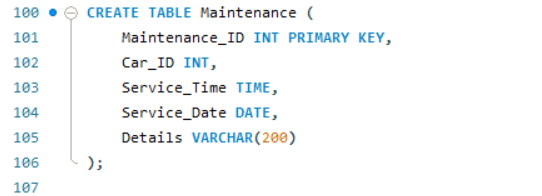 100 CREATE TABLE Maintenance (
101 Maintenance_ID INT PRIMARY KEY,
102 Car_ID INT,
103 Service_Time TIME,
104 Service_Date DATE,
105 Details VARCHAR(200)
106 );
107